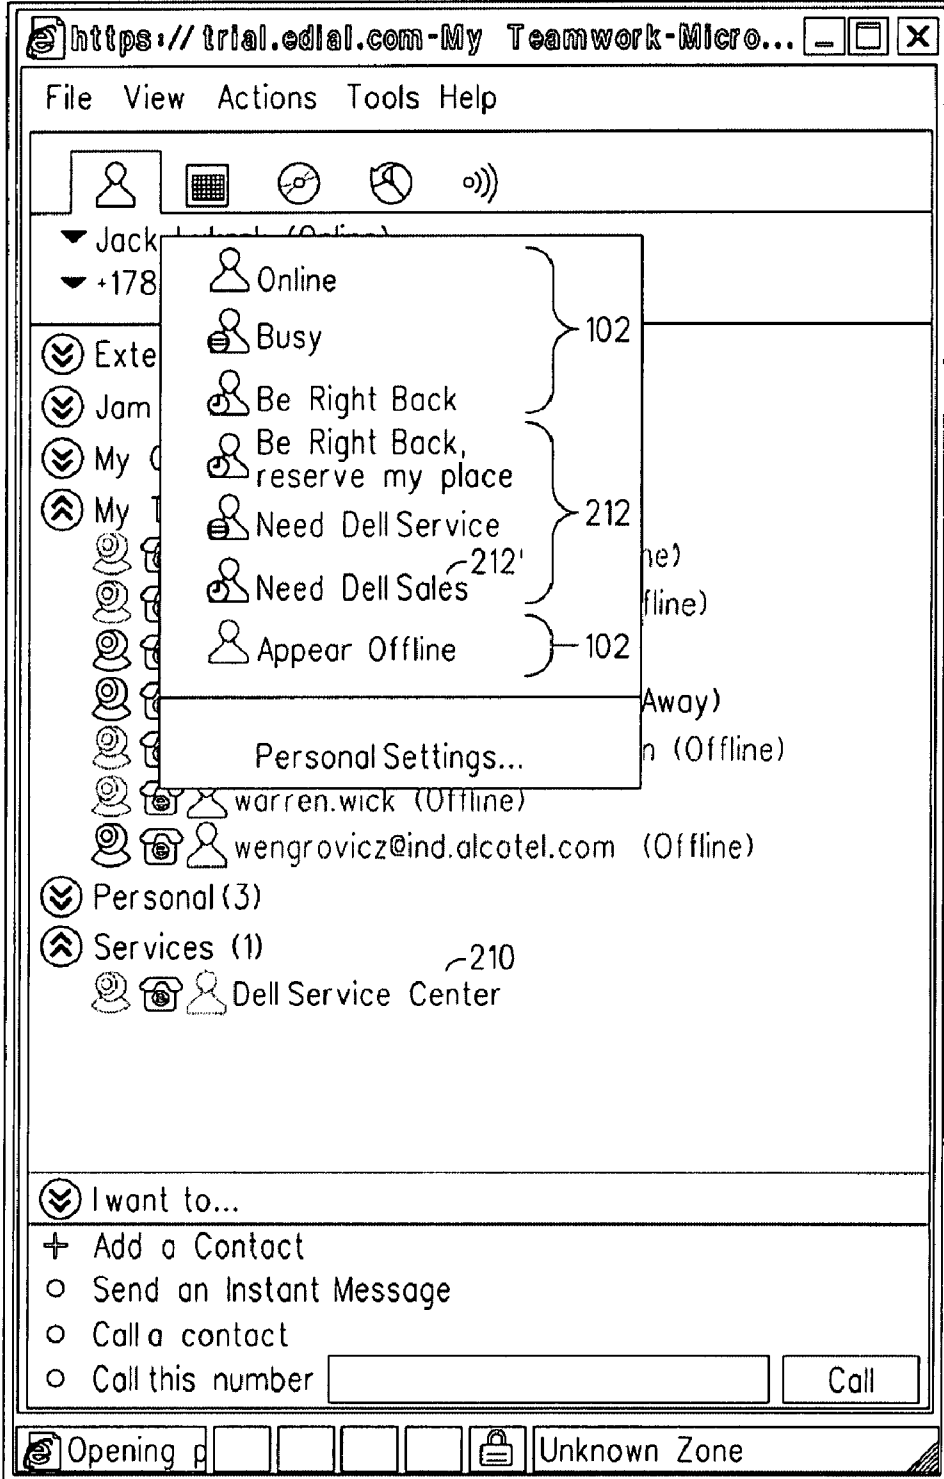 https://trial.edial.com-My Teamwork-Micro...
File View Actions Tools Help
Jack (Online)
+178
Online
Busy
Be Right Back
102
Be Right Back,
reserve my place
Need Dell Service
212
Need Dell Sales
212'
Appear Offline
102
Personal Settings...
Exte
Jam
My
My
ne)
fline)
Away)
n (Offline)
warren.wick (Offline)
wengrovicz@ind.alcatel.com (Offline)
Personal (3)
Services (1)
210
Dell Service Center
I want to...
+ Add a Contact
Send an Instant Message
Call a contact
Call this number
Call
Opening p
Unknown Zone